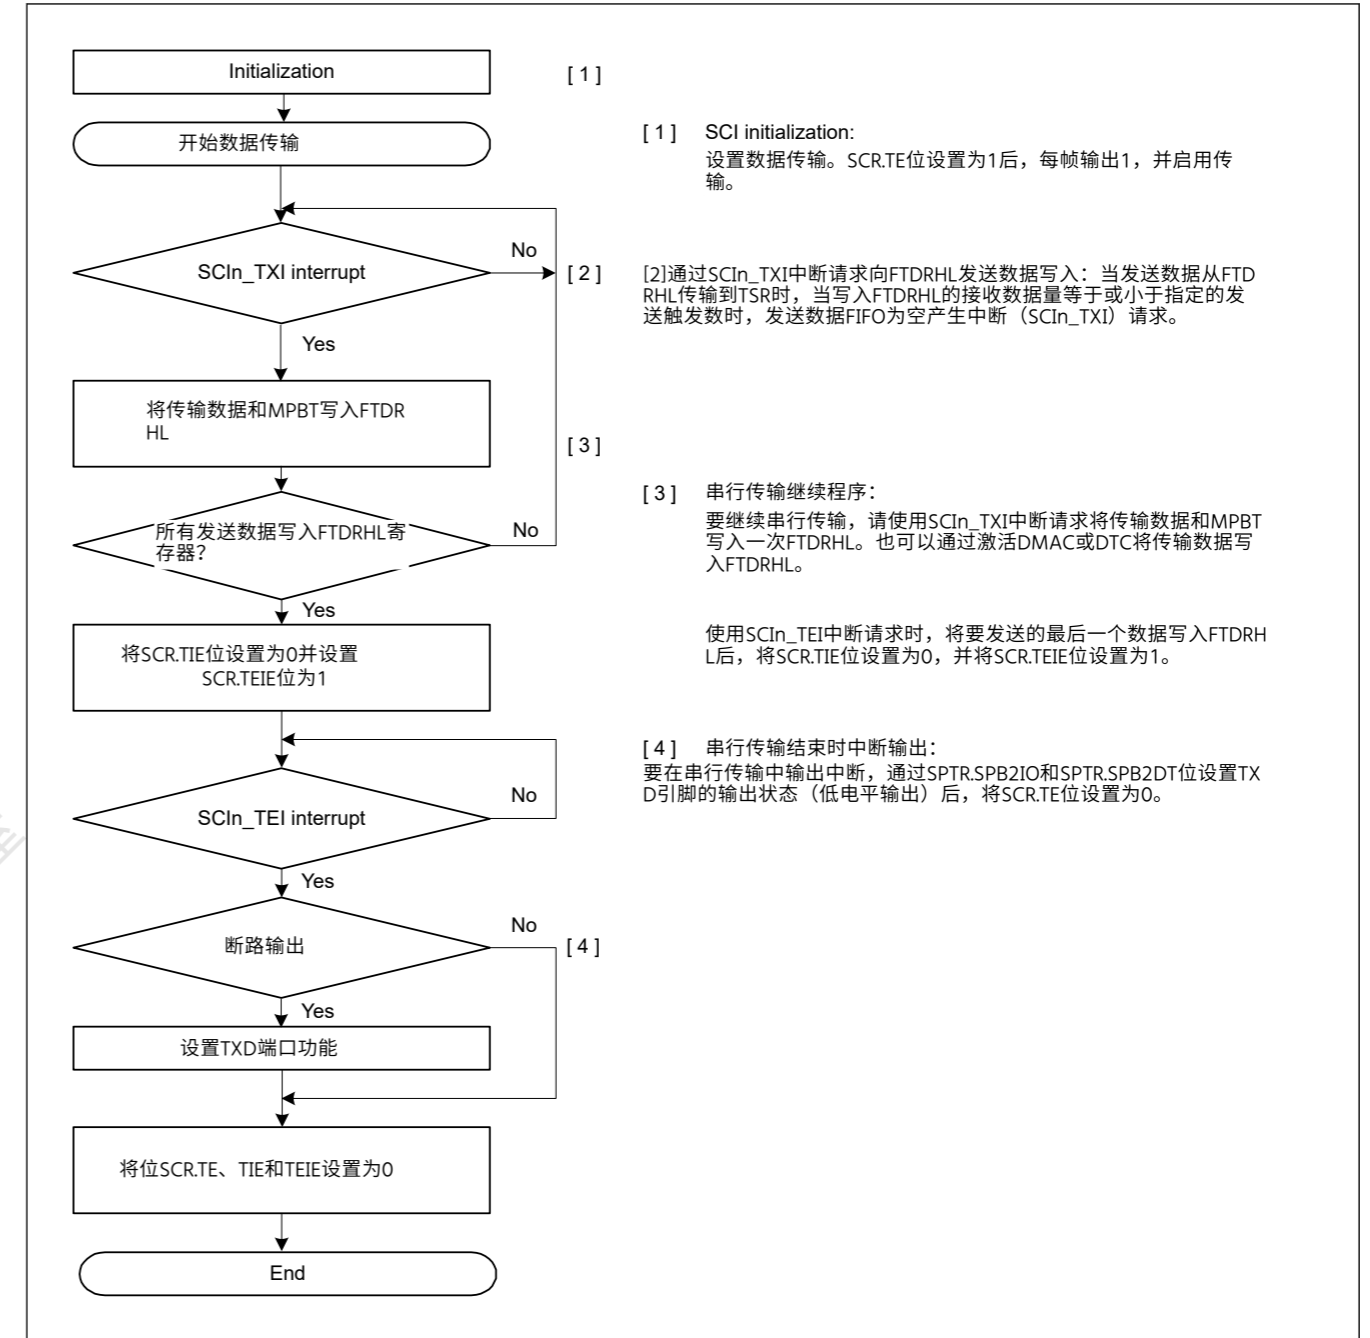 Initialization
[ 1 ]
开始数据传输
[ 1 ] SCI initialization:
设置数据传输。SCR.TE位设置为1后，每帧输出1，并启用传
输。
SCIn_TXI interrupt
No
[ 2 ]
[2]通过SCIn_TXI中断请求向FTDRHL发送数据写入：当发送数据从FTD
RHL传输到TSR时，当写入FTDRHL的接收数据量等于或小于指定的发
送触发数时，发送数据FIFO为空产生中断（SCIn_TXI）请求。
Yes
将传输数据和MPBT写入FTDR
HL
[ 3 ]
所有发送数据写入FTDRHL寄
存器？
No
[ 3 ] 串行传输继续程序：
要继续串行传输，请使用SCIn_TXI中断请求将传输数据和MPBT
写入一次FTDRHL。也可以通过激活DMAC或DTC将传输数据写
入FTDRHL。
Yes
将SCR.TIE位设置为0并设置
SCR.TEIE位为1
使用SCIn_TEI中断请求时，将要发送的最后一个数据写入FTDRH
L后，将SCR.TIE位设置为0，并将SCR.TEIE位设置为1。
[ 4 ] 串行传输结束时中断输出：
要在串行传输中输出中断，通过SPTR.SPB2IO和SPTR.SPB2DT位设置TX
D引脚的输出状态（低电平输出）后，将SCR.TE位设置为0。
SCIn_TEI interrupt
No
Yes
断路输出
No
[ 4 ]
Yes
设置TXD端口功能
将位SCR.TE、TIE和TEIE设置为0
End